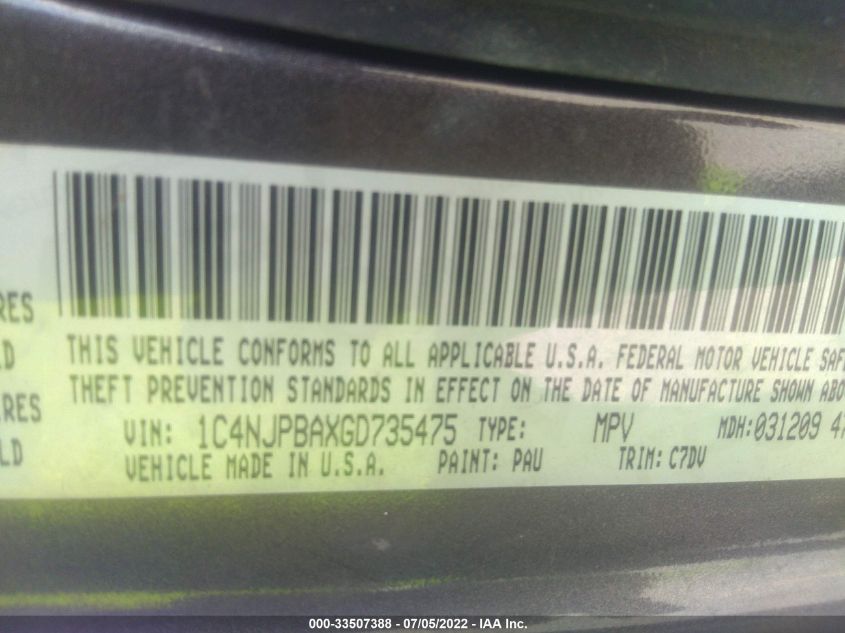 RES
LD
RES
LD
THIS VEHICLE CONFORMS TO ALL APPLICABLE U.S.A. FEDERAL MOTOR VEHICLE SAF
THEFT PREVENTION STANDARDS IN EFFECT ON THE DATE OF MANUFACTURE SHOWN ABO
VIN: 1C4NJPBAXGD735475 TYPE: MPV MDH:031209 47
VEHICLE MADE IN U.S.A. PAINT: PAU TRIM: C7DV
000-33507388 - 07/05/2022 - IAA Inc.